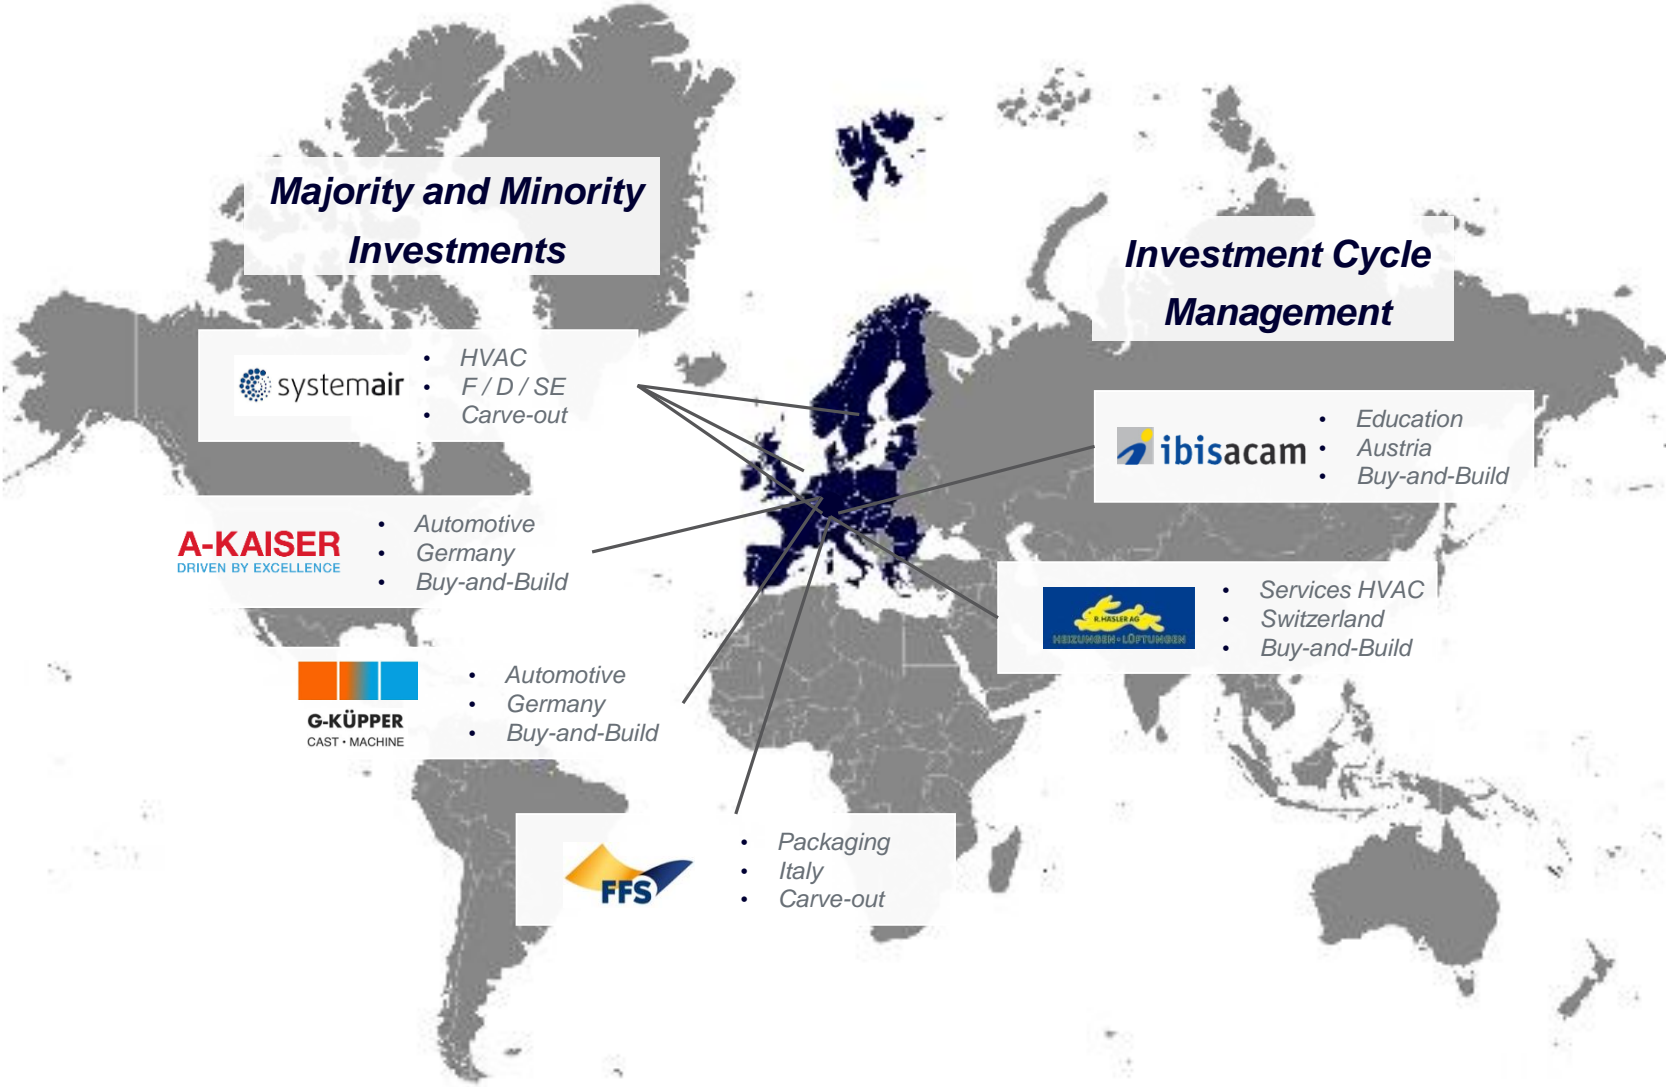 Majority and Minority
Investments
systemair
• HVAC
• F / D / SE
• Carve-out
A-KAISER
DRIVEN BY EXCELLENCE
• Automotive
• Germany
• Buy-and-Build
G-KÜPPER
CAST • MACHINE
• Automotive
• Germany
• Buy-and-Build
FFS
• Packaging
• Italy
• Carve-out
Investment Cycle
Management
ibisacam
• Education
• Austria
• Buy-and-Build
R.HASLER AG
HEIZUNGEN - LÜFTUNGEN
• Services HVAC
• Switzerland
• Buy-and-Build